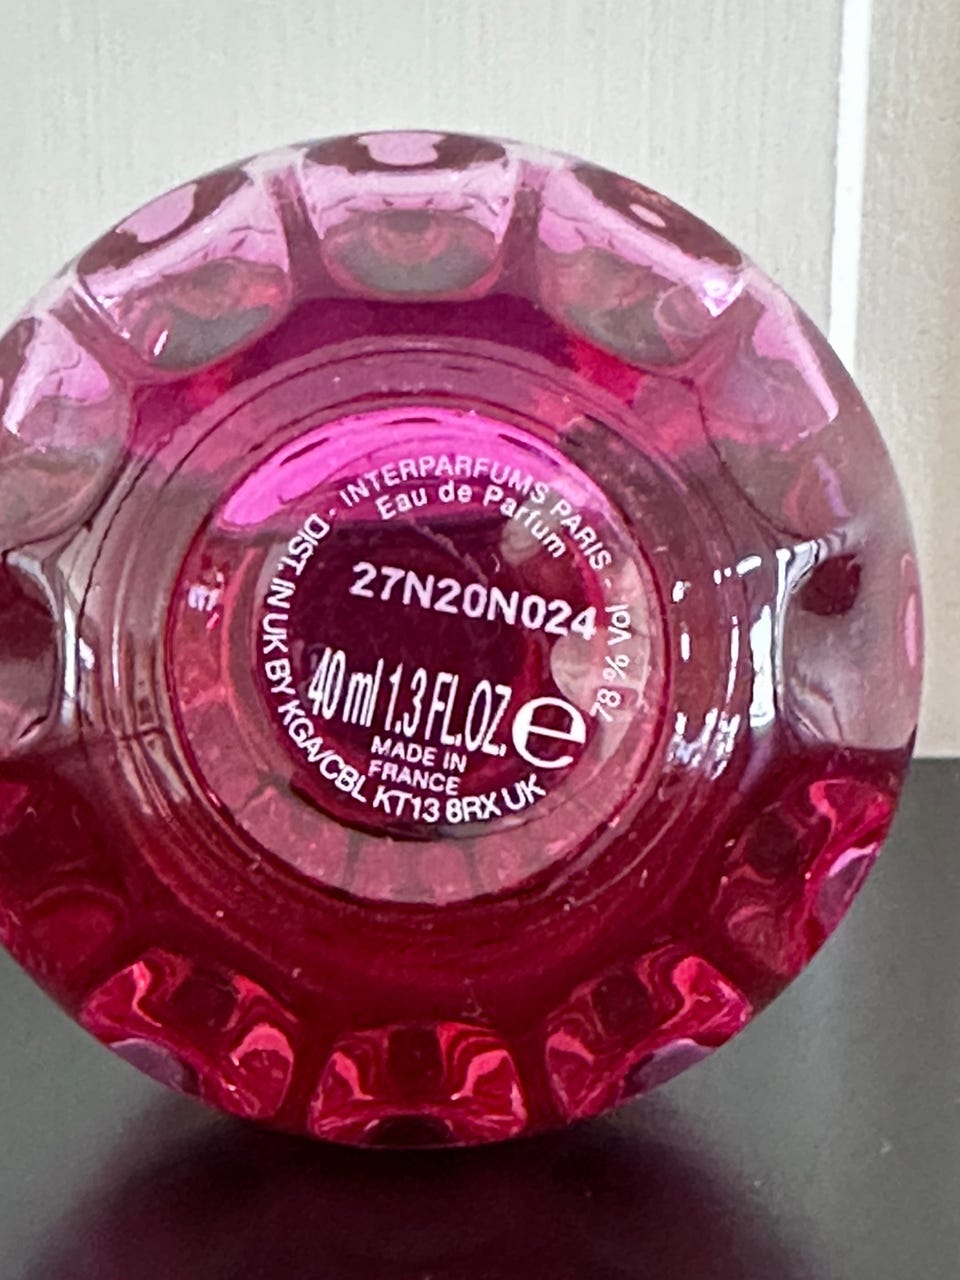 INTERPARFUMS PARIS - 78 % VOL
Eau de Parfum
27N20N024
40 ml 1.3 FL.OZ. e
MADE IN
FRANCE
DIST. IN UK BY KGA/CBL KT13 8RX UK